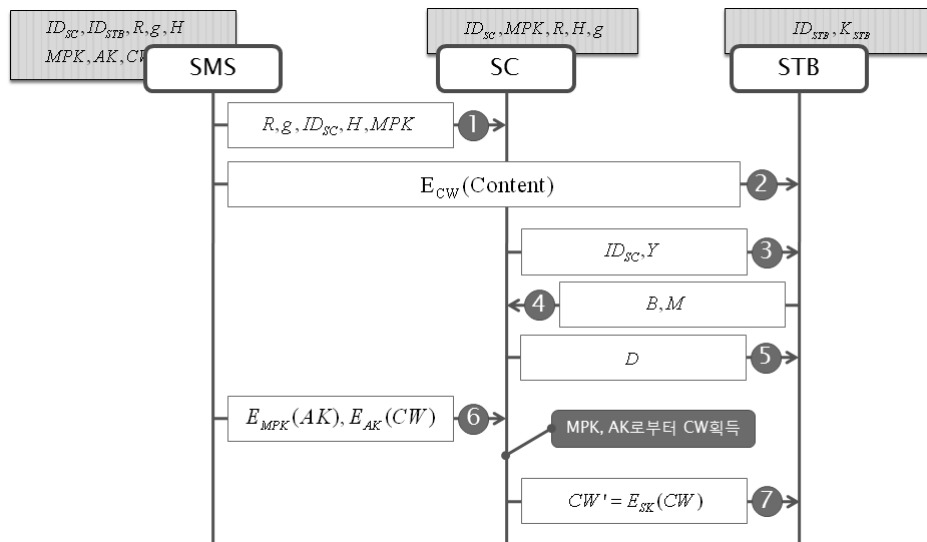 ID_SC, ID_STB, R, g, H
MPK, AK, CW
ID_SC, MPK, R, H, g
ID_STB, K_STB
SMS
SC
STB
R, g, ID_SC, H, MPK
1
E_CW(Content)
2
ID_SC, Y
3
4
B, M
D
5
E_MPK(AK), E_AK(CW)
6
MPK, AK로부터 CW획득
CW' = E_SK(CW)
7